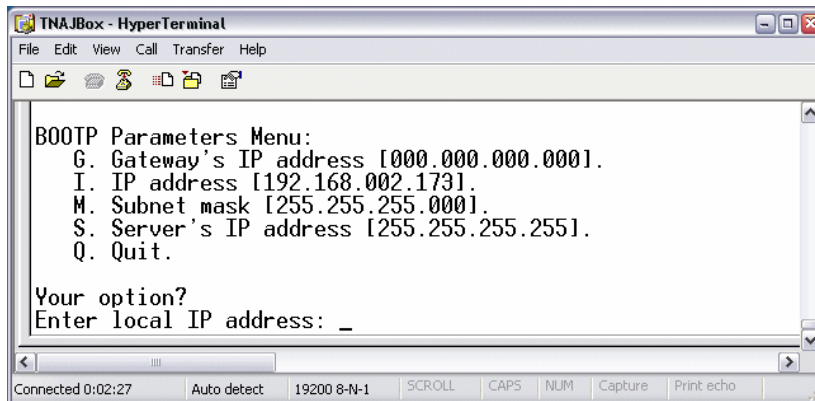 TNAJBox - HyperTerminal
File Edit View Call Transfer Help
BOOTP Parameters Menu:
G. Gateway's IP address [000.000.000.000].
I. IP address [192.168.002.173].
M. Subnet mask [255.255.255.000].
S. Server's IP address [255.255.255.255].
Q. Quit.
Your option?
Enter local IP address: _
Connected 0:02:27 Auto detect 19200 8-N-1 SCROLL CAPS NUM Capture Print echo